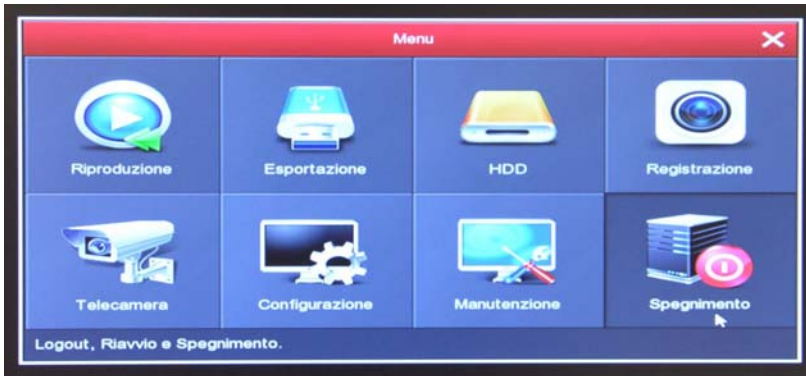 Menu
Riproduzione
Esportazione
HDD
Registrazione
Telecamera
Configurazione
Manutenzione
Spegnimento
Logout, Riavvio e Spegnimento.